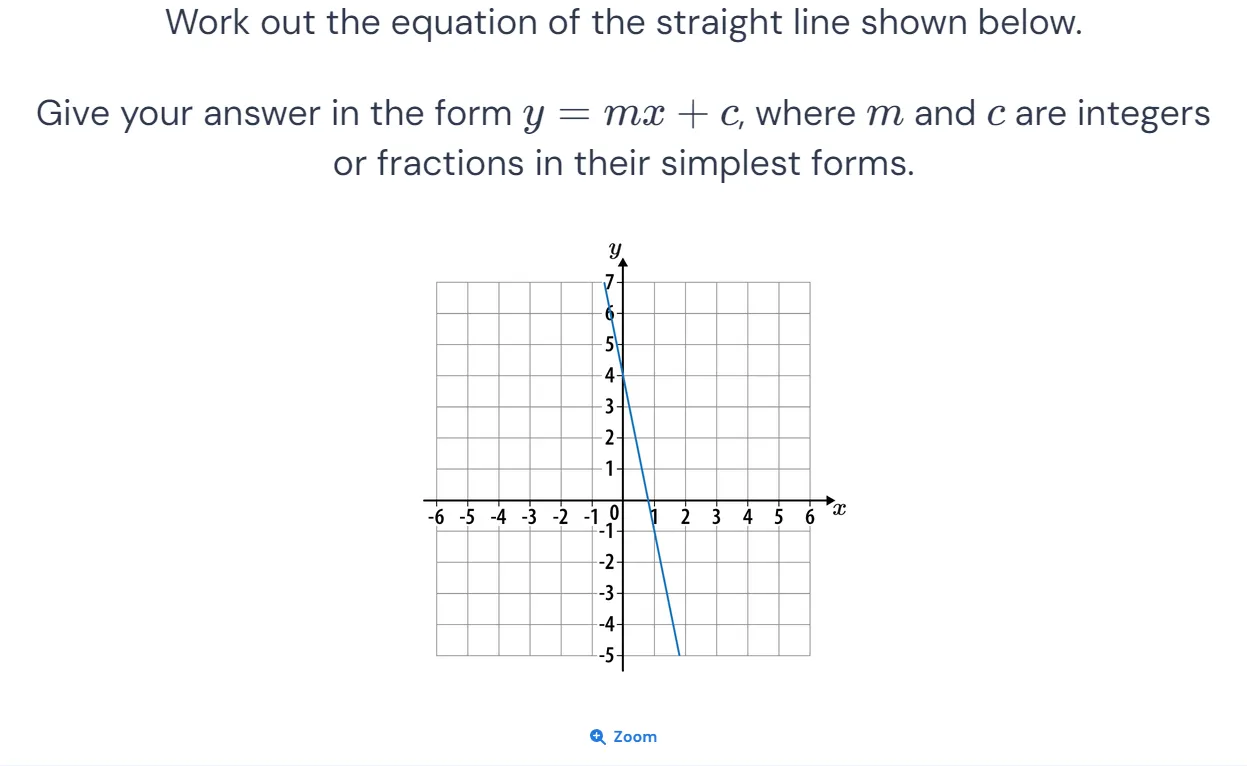 Work out the equation of the straight line shown below.
Give your answer in the form y = mx + c, where m and c are integers
or fractions in their simplest forms.
y
7
6
5
4
3
2
1
-6 -5 -4 -3 -2 -1 0 1 2 3 4 5 6 x
-1
-2
-3
-4
-5
Zoom